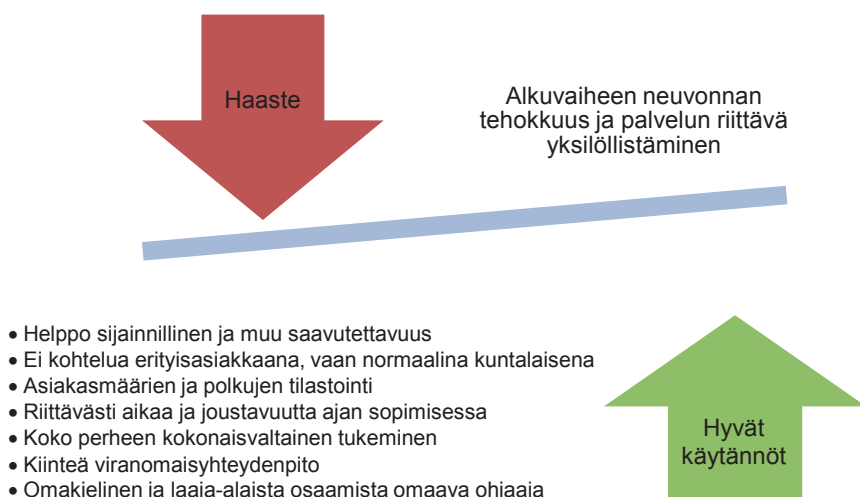 Haaste
Alkuvaiheen neuvonnan
tehokkuus ja palvelun riittävä
yksilöllistäminen
• Helppo sijainnillinen ja muu saavutettavuus
• Ei kohtelua erityisasiakkaana, vaan normaalina kuntalaisena
• Asiakasmäärien ja polkujen tilastointi
• Riittävästi aikaa ja joustavuutta ajan sopimisessa
• Koko perheen kokonaisvaltainen tukeminen
• Kiinteä viranomaisyhteydenpito
• Omakielinen ja laaja-alaista osaamista omaava ohjaaja
Hyvät
käytännöt